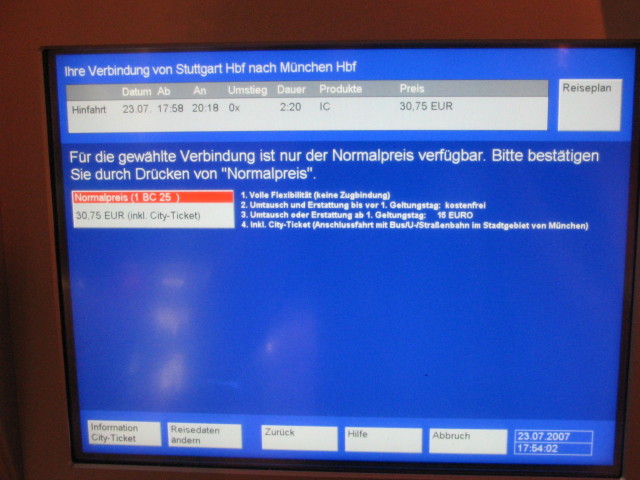 Ihre Verbindung von Stuttgart Hbf nach München Hbf
Datum Ab An Umstieg Dauer Produkte Preis
Hinfahrt 23.07. 17:58 20:18 0x 2:20 IC 30,75 EUR
Reiseplan
Für die gewählte Verbindung ist nur der Normalpreis verfügbar. Bitte bestätigen
Sie durch Drücken von "Normalpreis".
Normalpreis (1 BC 25 )
30,75 EUR (inkl. City-Ticket)
1. Volle Flexibilität (keine Zugbindung)
2. Umtausch und Erstattung bis vor 1. Geltungstag: kostenfrei
3. Umtausch oder Erstattung ab 1. Geltungstag: 15 EURO
4. Inkl. City-Ticket (Anschlussfahrt mit Bus/U-/Straßenbahn im Stadtgebiet von München)
Information
City-Ticket
Reisedaten
ändern
Zurück
Hilfe
Abbruch
23.07.2007
17:54:02